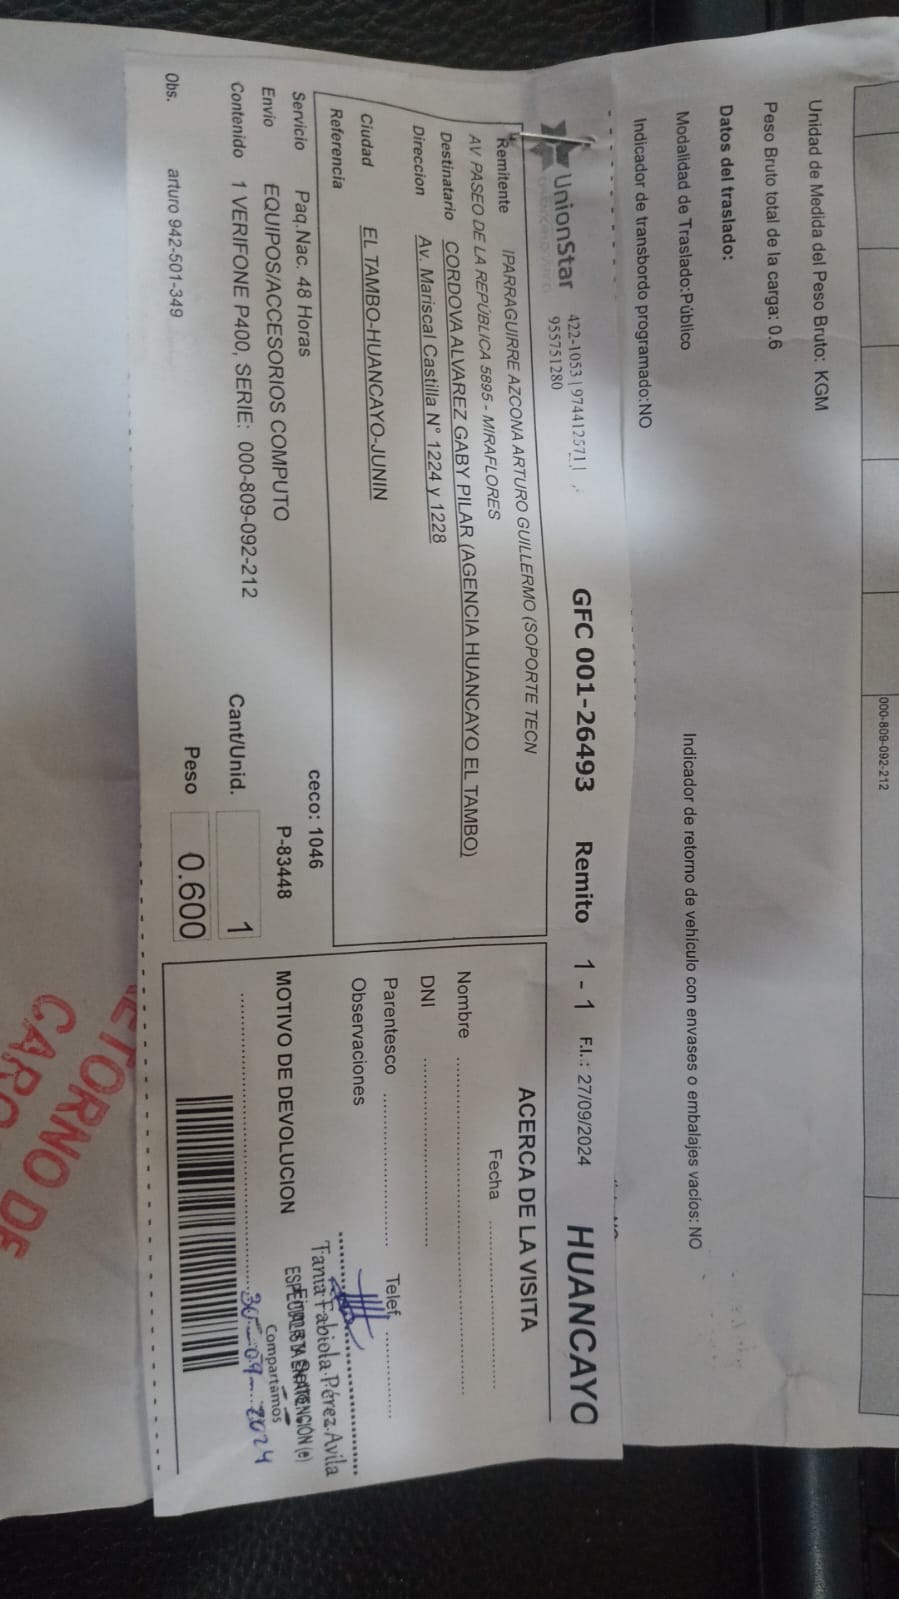 000-809-092-212
Unidad de Medida del Peso Bruto: KGM
Peso Bruto total de la carga: 0.6
Datos del traslado:
Modalidad de Traslado:Público
Indicador de retorno de vehículo con envases o embalajes vacíos: NO
Indicador de transbordo programado:NO
UnionStar
422-1053 | 974412571 |
955751280
GFC 001-26493 Remito 1 - 1 F.I.: 27/09/2024 HUANCAYO
Remitente IPARRAGUIRRE AZCONA ARTURO GUILLERMO (SOPORTE TECN
AV PASEO DE LA REPÚBLICA 5895 - MIRAFLORES
Destinatario CORDOVA ALVAREZ GABY PILAR (AGENCIA HUANCAYO EL TAMBO)
Direccion Av. Mariscal Castilla N° 1224 y 1228
Ciudad EL TAMBO-HUANCAYO-JUNIN
Referencia
Servicio Paq.Nac. 48 Horas
ceco: 1046
Envio EQUIPOS/ACCESORIOS COMPUTO
P-83448
Contenido 1 VERIFONE P400, SERIE: 000-809-092-212
Cant/Unid. 1
Obs. arturo 942-501-349
Peso 0.600
ACERCA DE LA VISITA
Fecha
Nombre
DNI
Parentesco
Telef.
Observaciones
MOTIVO DE DEVOLUCION
Tania Fabiola Pérez Avila
Compartamos
30-09-2024
ETORNO DE